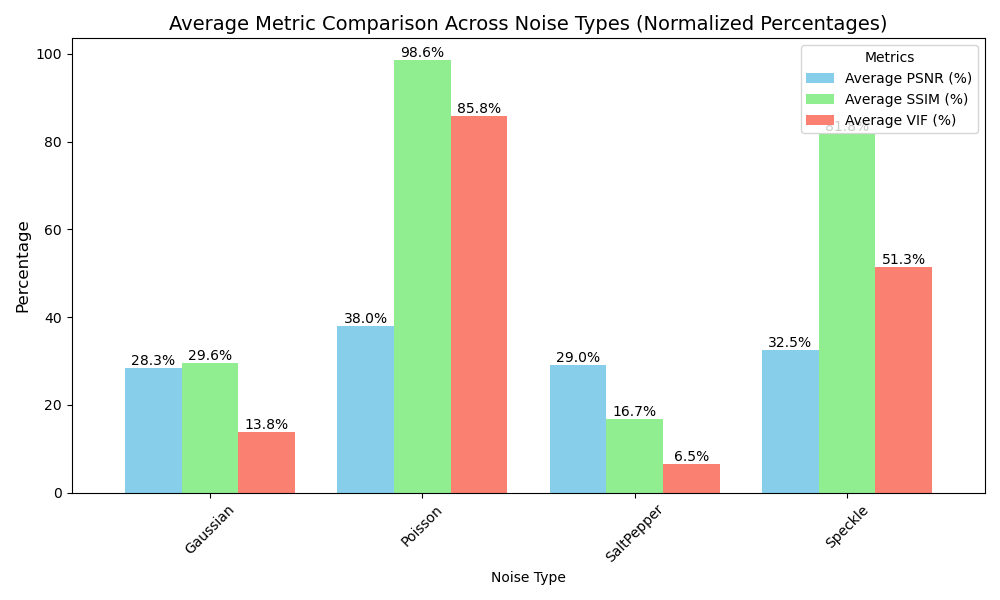 Average Metric Comparison Across Noise Types (Normalized Percentages)
Metrics
Average PSNR (%)
Average SSIM (%)
Average VIF (%)
Percentage
100
80
60
40
20
0
28.3%
29.6%
13.8%
38.0%
98.6%
85.8%
29.0%
16.7%
6.5%
32.5%
81.8%
51.3%
Gaussian
Poisson
SaltPepper
Speckle
Noise Type